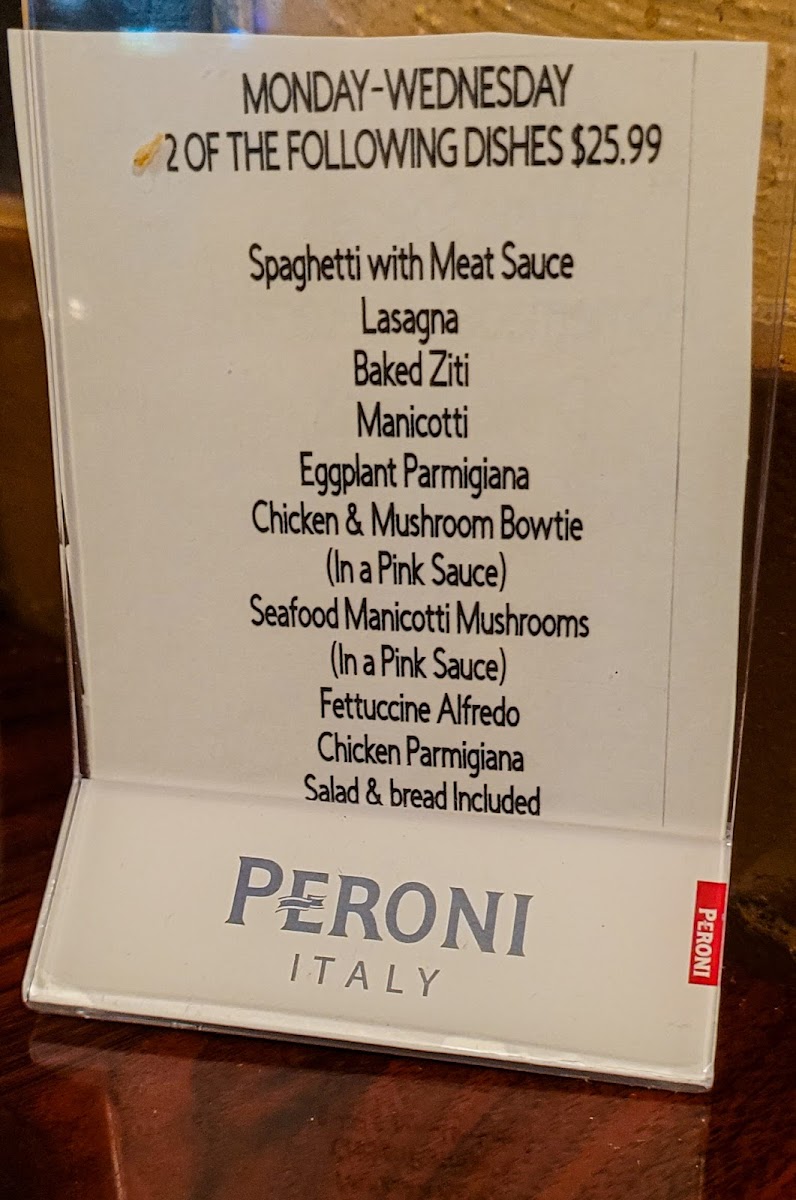 MONDAY-WEDNESDAY
2 OF THE FOLLOWING DISHES $25.99
Spaghetti with Meat Sauce
Lasagna
Baked Ziti
Manicotti
Eggplant Parmigiana
Chicken & Mushroom Bowtie
(In a Pink Sauce)
Seafood Manicotti Mushrooms
(In a Pink Sauce)
Fettuccine Alfredo
Chicken Parmigiana
Salad & bread Included
PERONI
ITALY
PERONI